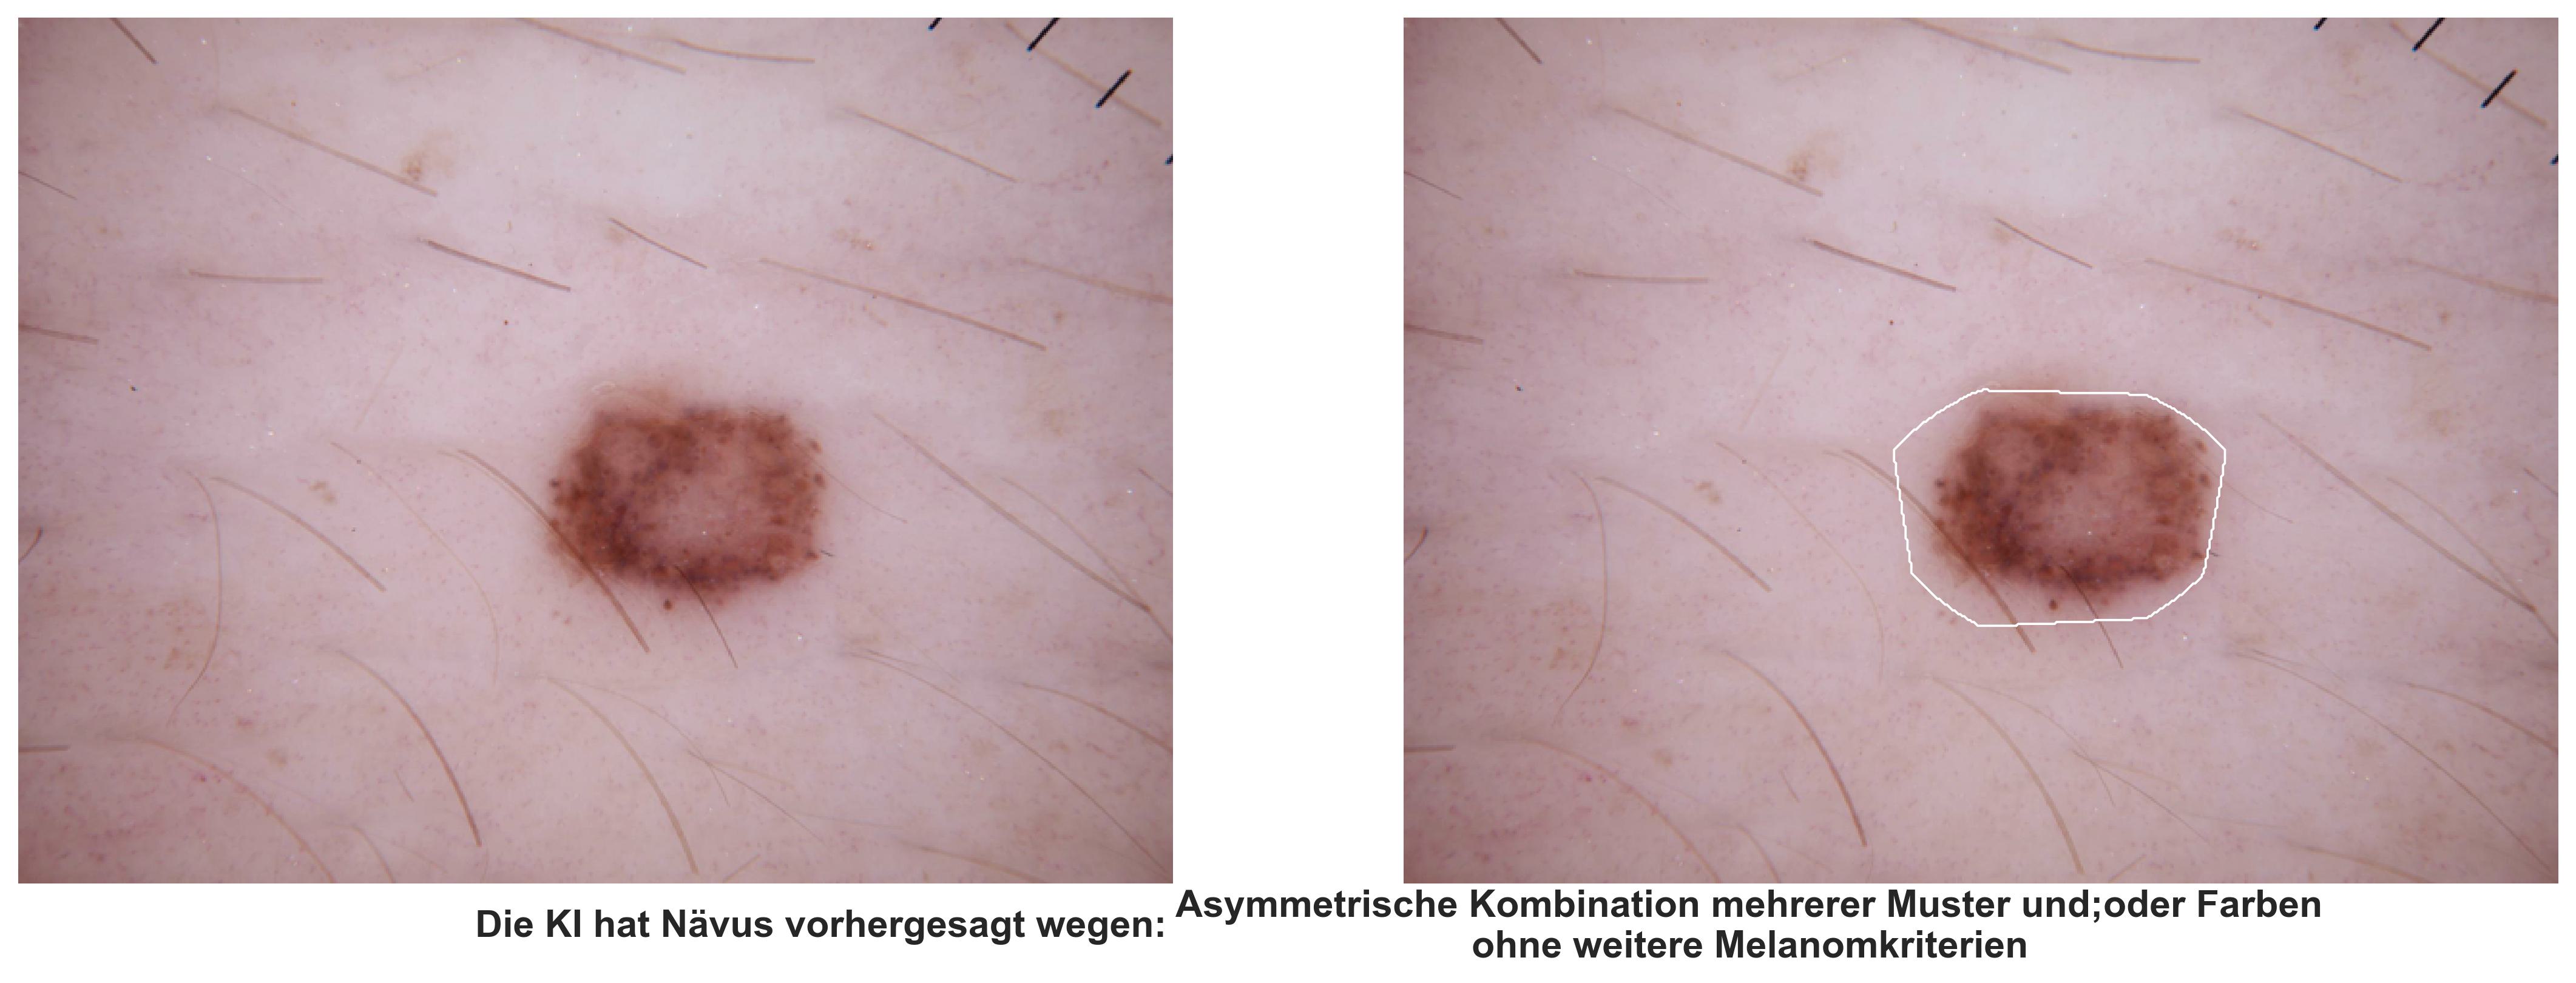 Die KI hat Nävus vorhergesagt wegen:
Asymmetrische Kombination mehrerer Muster und;oder Farben
ohne weitere Melanomkriterien